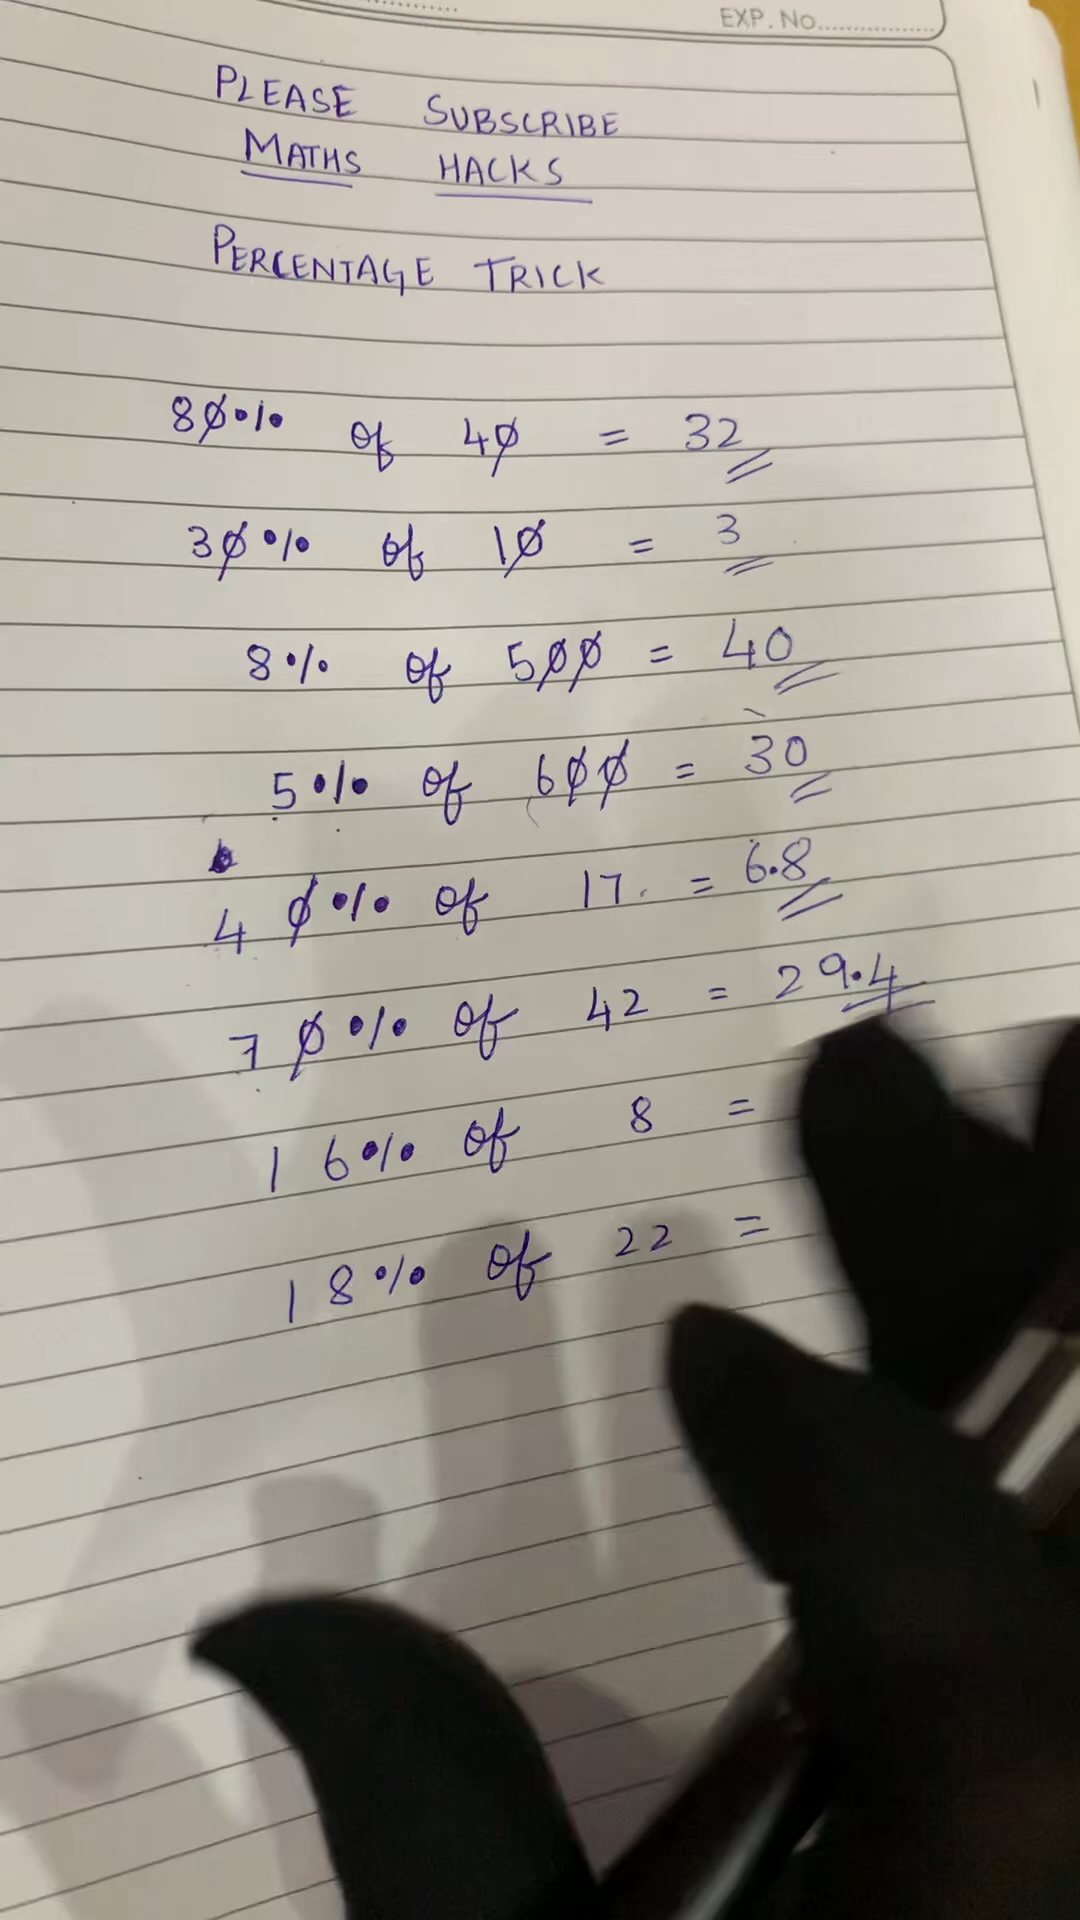 EXP. No..................
PLEASE SUBSCRIBE
MATHS HACKS
PERCENTAGE TRICK
80% of 40 = 32
30% of 10 = 3
8% of 500 = 40
5% of 600 = 30
40% of 17. = 6.8
70% of 42 = 29.4
16% of 8 =
18% of 22 =